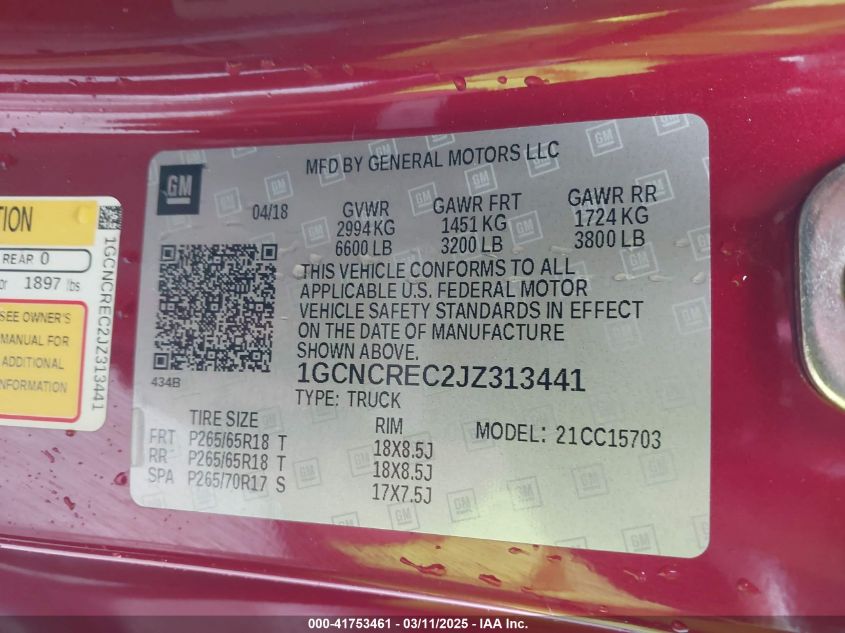 TION
REAR 0
or 1897 lbs
SEE OWNER'S
MANUAL FOR
ADDITIONAL
INFORMATION
1GCNCREC2JZ313441
GM
MFD BY GENERAL MOTORS LLC
04/18
GVWR GAWR FRT GAWR RR
2994 KG 1451 KG 1724 KG
6600 LB 3200 LB 3800 LB
THIS VEHICLE CONFORMS TO ALL
APPLICABLE U.S. FEDERAL MOTOR
VEHICLE SAFETY STANDARDS IN EFFECT
ON THE DATE OF MANUFACTURE
SHOWN ABOVE.
434B
1GCNCREC2JZ313441
TYPE: TRUCK
TIRE SIZE RIM MODEL: 21CC15703
FRT P265/65R18 T 18X8.5J
RR P265/65R18 T 18X8.5J
SPA P265/70R17 S 17X7.5J
000-41753461 - 03/11/2025 - IAA Inc.